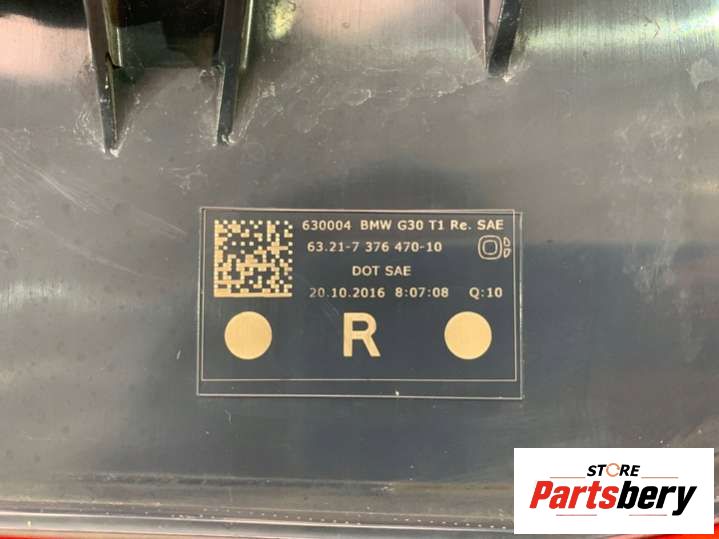 630004 BMW G30 T1 Re. SAE
63.21-7 376 470-10
DOT SAE
20.10.2016 8:07:08 Q:10
R
STORE
Partsbery